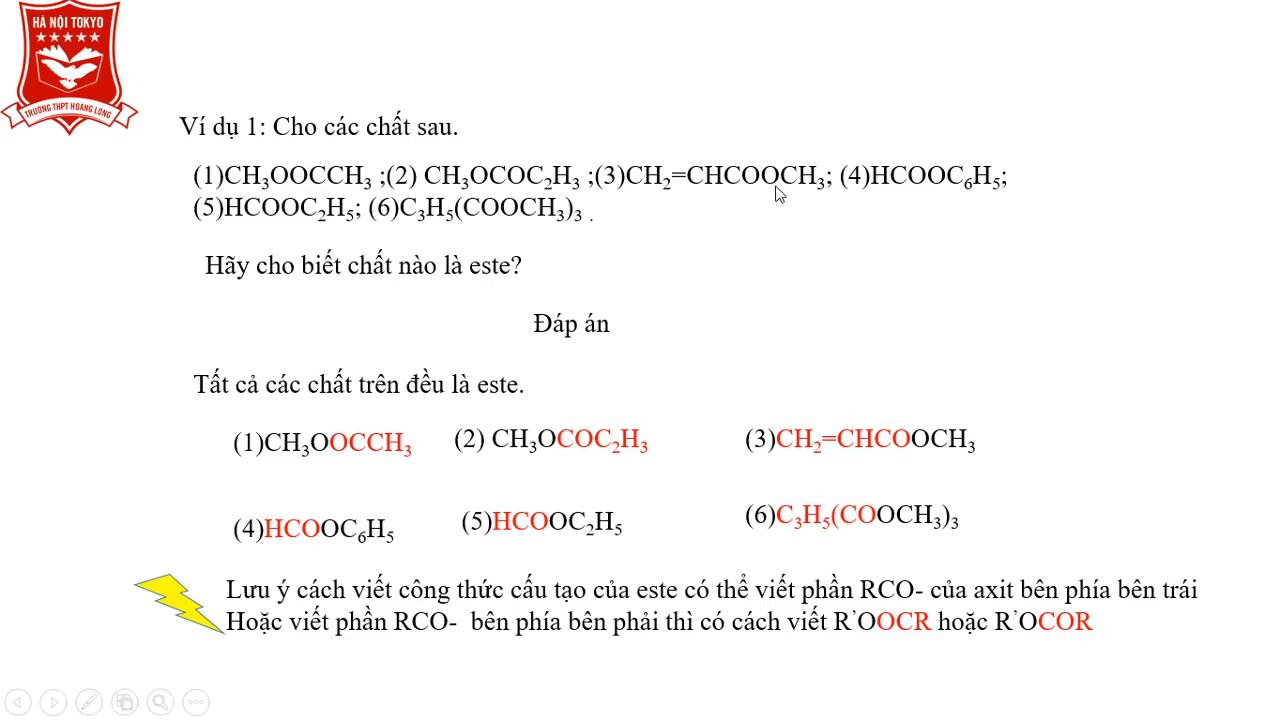 HÀ NỘI TOKYO
TRƯỜNG THPT HOÀNG LONG
Ví dụ 1: Cho các chất sau.
(1)CH₃OOCCH₃ ;(2) CH₃OCOC₂H₃ ;(3)CH₂=CHCOOCH₃; (4)HCOOC₆H₅;
(5)HCOOC₂H₅; (6)C₃H₅(COOCH₃)₃ .
Hãy cho biết chất nào là este?
Đáp án
Tất cả các chất trên đều là este.
(1)CH₃OOCCH₃ (2) CH₃OCOC₂H₃ (3)CH₂=CHCOOCH₃
(4)HCOOC₆H₅ (5)HCOOC₂H₅ (6)C₃H₅(COOCH₃)₃
Lưu ý cách viết công thức cấu tạo của este có thể viết phần RCO- của axit bên phía bên trái
Hoặc viết phần RCO- bên phía bên phải thì có cách viết R’OOCR hoặc R’OCOR